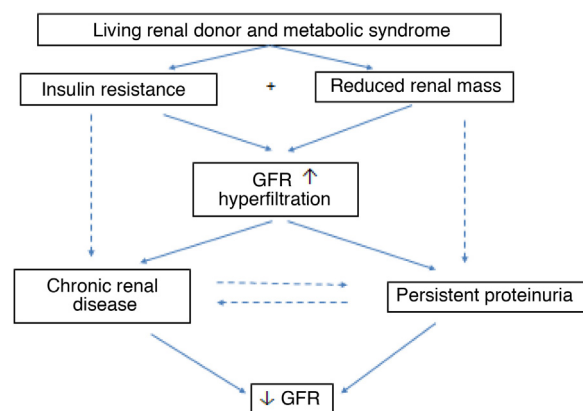 Living renal donor and metabolic syndrome
Insulin resistance
+
Reduced renal mass
GFR ↑
hyperfiltration
Chronic renal
disease
Persistent proteinuria
↓ GFR